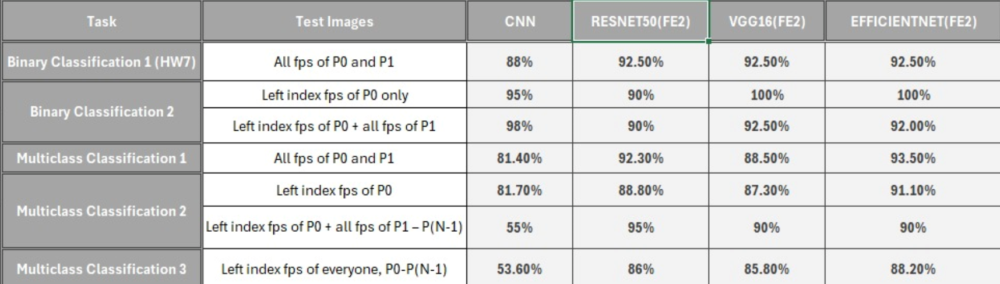 Task Test Images CNN RESNET50(FE2) VGG16(FE2) EFFICIENTNET(FE2)
Binary Classification 1 (HW7) All fps of P0 and P1 88% 92.50% 92.50% 92.50%
Binary Classification 2 Left index fps of P0 only 95% 90% 100% 100%
Left index fps of P0 + all fps of P1 98% 90% 92.50% 92.00%
Multiclass Classification 1 All fps of P0 and P1 81.40% 92.30% 88.50% 93.50%
Multiclass Classification 2 Left index fps of P0 81.70% 88.80% 87.30% 91.10%
Left index fps of P0 + all fps of P1 – P(N-1) 55% 95% 90% 90%
Multiclass Classification 3 Left index fps of everyone, P0-P(N-1) 53.60% 86% 85.80% 88.20%